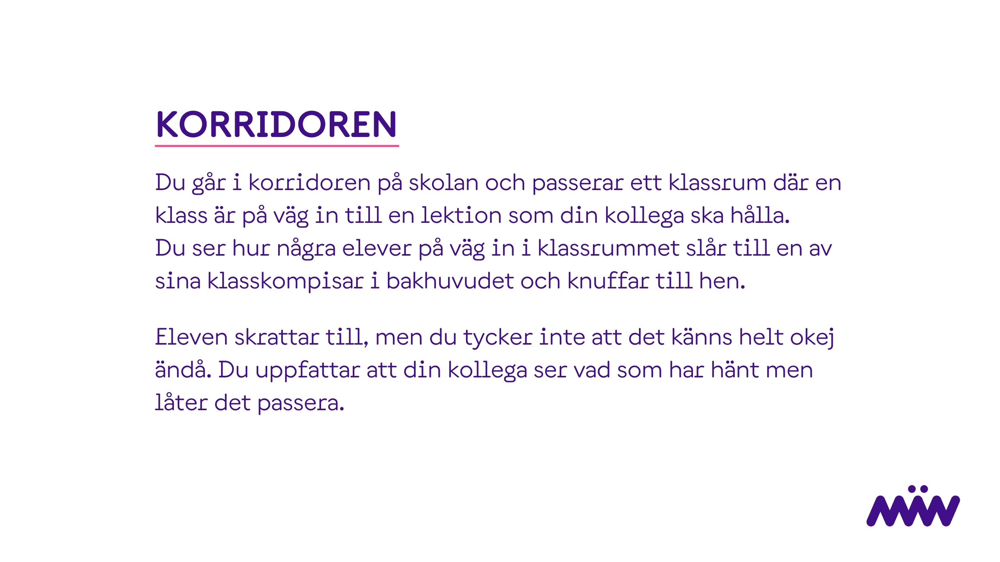 KORRIDOREN
Du går i korridoren på skolan och passerar ett klassrum där en
klass är på väg in till en lektion som din kollega ska hålla.
Du ser hur några elever på väg in i klassrummet slår till en av
sina klasskompisar i bakhuvudet och knuffar till hen.
Eleven skrattar till, men du tycker inte att det känns helt okej
ändå. Du uppfattar att din kollega ser vad som har hänt men
låter det passera.